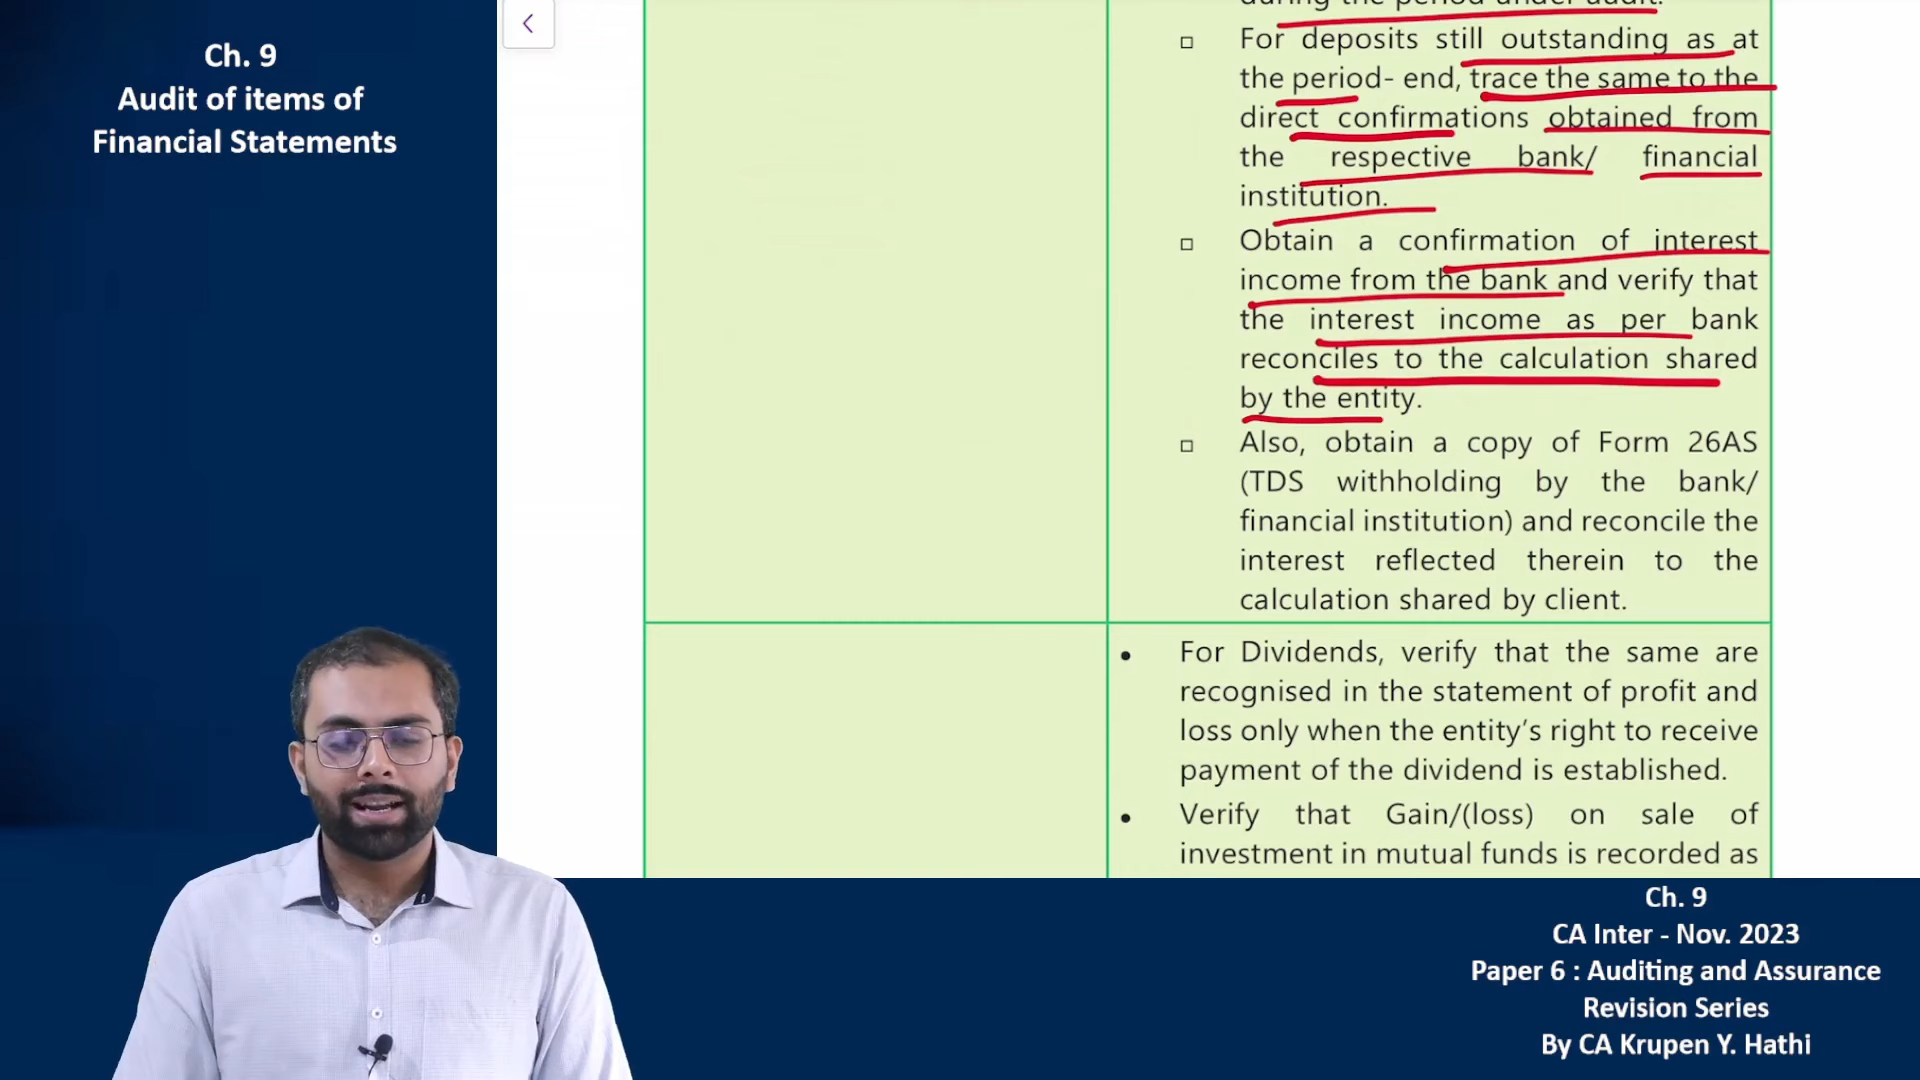 Ch. 9
Audit of items of
Financial Statements
during the period under audit.
For deposits still outstanding as at
the period- end, trace the same to the
direct confirmations obtained from
the respective bank/ financial
institution.
Obtain a confirmation of interest
income from the bank and verify that
the interest income as per bank
reconciles to the calculation shared
by the entity.
Also, obtain a copy of Form 26AS
(TDS withholding by the bank/
financial institution) and reconcile the
interest reflected therein to the
calculation shared by client.
For Dividends, verify that the same are
recognised in the statement of profit and
loss only when the entity’s right to receive
payment of the dividend is established.
Verify that Gain/(loss) on sale of
investment in mutual funds is recorded as
Ch. 9
CA Inter - Nov. 2023
Paper 6 : Auditing and Assurance
Revision Series
By CA Krupen Y. Hathi